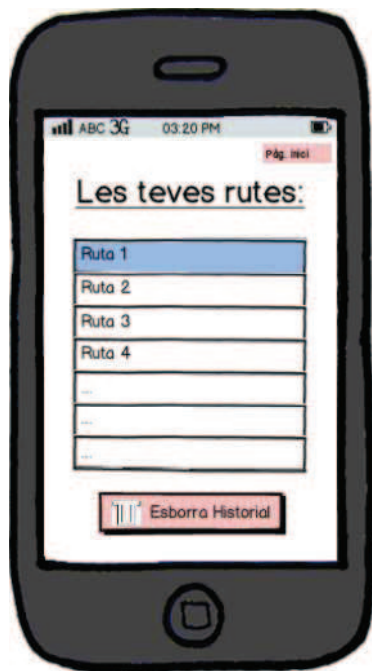 ABC 3G 03:20 PM
Pàg. inici
Les teves rutes:
Ruta 1
Ruta 2
Ruta 3
Ruta 4
...
...
...
Esborra Historial